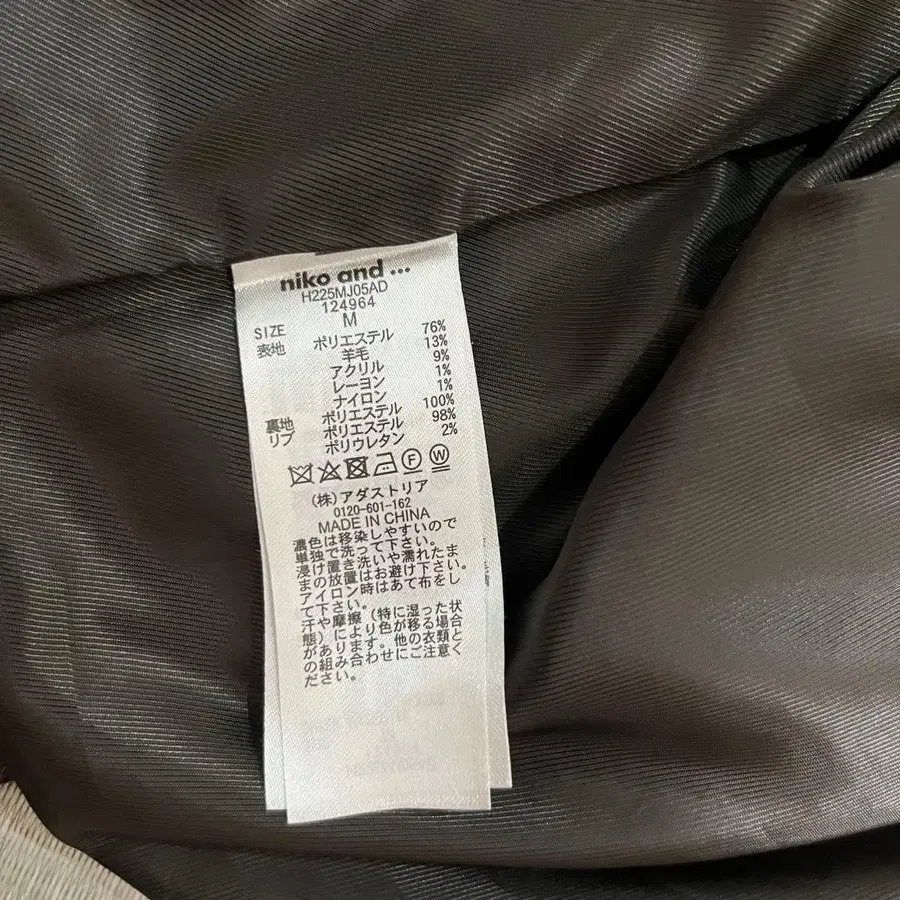 niko and ...
H225MJ05AD
124964
SIZE M
表地 ポリエステル 76%
羊毛 13%
アクリル 9%
レーヨン 1%
ナイロン 1%
裏地 ポリエステル 100%
リブ ポリエステル 98%
ポリウレタン 2%
F W
(株)アダストリア
0120-601-162
MADE IN CHINA
濃色は移染しやすいので
単独で洗って下さい。
浸け置き洗いや濡れたま
まの放置はお避け下さい。
アイロン時はあて布をし
て下さい。
汗や摩擦(特に湿った状
態)により色が移る場合
があります。他の衣類と
の組み合わせにご注意く
ださい。